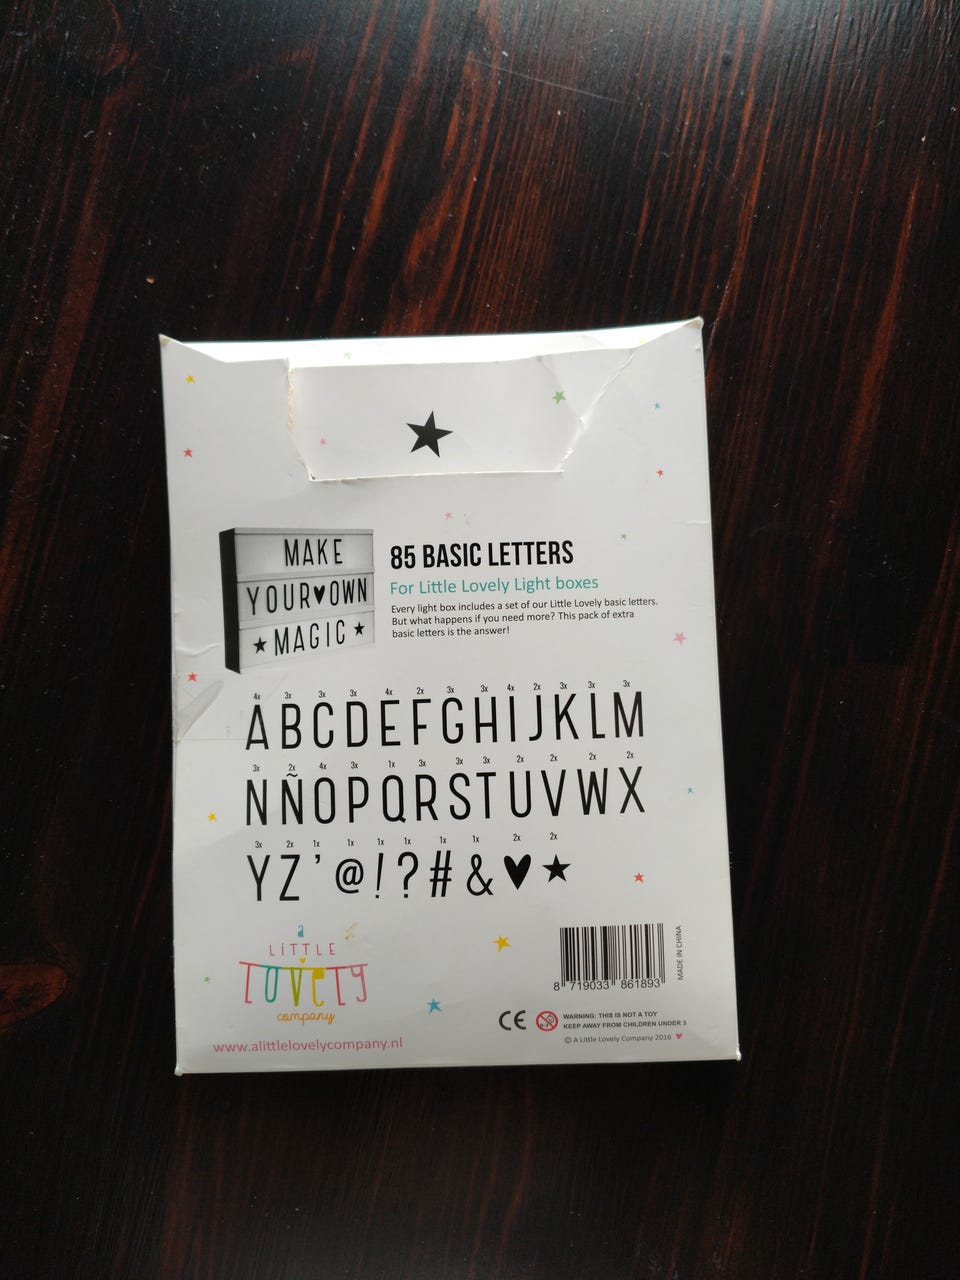 MAKE
YOUR♥OWN
★MAGIC★
85 BASIC LETTERS
For Little Lovely Light boxes
Every light box includes a set of our Little Lovely basic letters.
But what happens if you need more? This pack of extra
basic letters is the answer!
4x 3x 3x 3x 4x 2x 3x 3x 4x 2x 3x 3x 3x
A B C D E F G H I J K L M
3x 2x 4x 3x 1x 3x 3x 3x 2x 2x 2x 2x
N Ñ O P Q R S T U V W X
3x 2x 1x 1x 1x 1x 1x 1x 2x 2x
Y Z ' @ ! ? # & ♥ ★
a
LITTLE
LOVELY
company
www.alittlelovelycompany.nl
8 719033 861893
MADE IN CHINA
CE
WARNING: THIS IS NOT A TOY
KEEP AWAY FROM CHILDREN UNDER 3
© A Little Lovely Company 2016 ♥